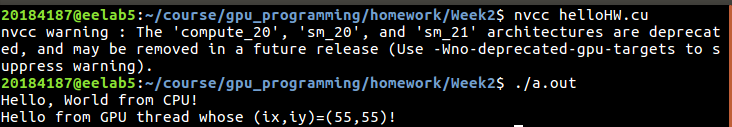 20184187@eelab5:~/course/gpu_programming/homework/Week2$ nvcc helloHW.cu
nvcc warning : The 'compute_20', 'sm_20', and 'sm_21' architectures are deprecat
ed, and may be removed in a future release (Use -Wno-deprecated-gpu-targets to s
uppress warning).
20184187@eelab5:~/course/gpu_programming/homework/Week2$ ./a.out
Hello, World from CPU!
Hello from GPU thread whose (ix,iy)=(55,55)!